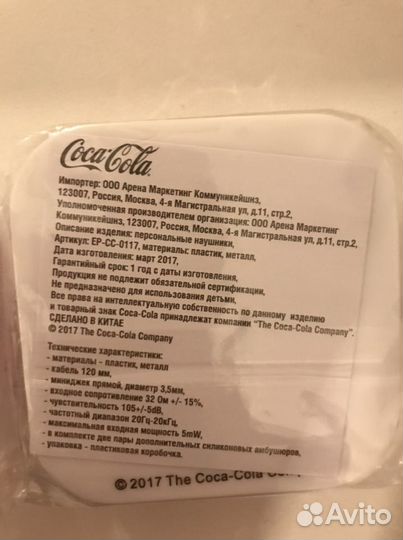 Coca-Cola
Импортер: ООО Арена Маркетинг Коммуникейшнз,
123007, Россия, Москва, 4-я Магистральная ул, д.11, стр.2,
Уполномоченная производителем организация: ООО Арена Маркетинг
Коммуникейшнз, 123007, Россия, Москва, 4-я Магистральная ул, д.11, стр.2,
Описание изделия: персональные наушники,
Артикул: EP-CC-0117, материалы: пластик, металл,
Дата изготовления: март 2017,
Гарантийный срок: 1 год с даты изготовления,
Продукция не подлежит обязательной сертификации,
Не предназначено для использования детьми,
Все права на интеллектуальную собственность по данному изделию
и товарный знак Coca-Cola принадлежат компании "The Coca-Cola Company".
СДЕЛАНО В КИТАЕ
© 2017 The Coca-Cola Company
Технические характеристики:
- материалы - пластик, металл
- кабель 120 мм,
- миниджек прямой, диаметр 3,5мм,
- входное сопротивление 32 Ом +/- 15%,
- чувствительность 105+/-5dB,
- частотный диапазон 20Гц-20кГц,
- максимальная входная мощность 5mW,
- в комплекте две пары дополнительных силиконовых амбушюров,
- упаковка - пластиковая коробочка.
© 2017 The Coca-Cola Company
Avito